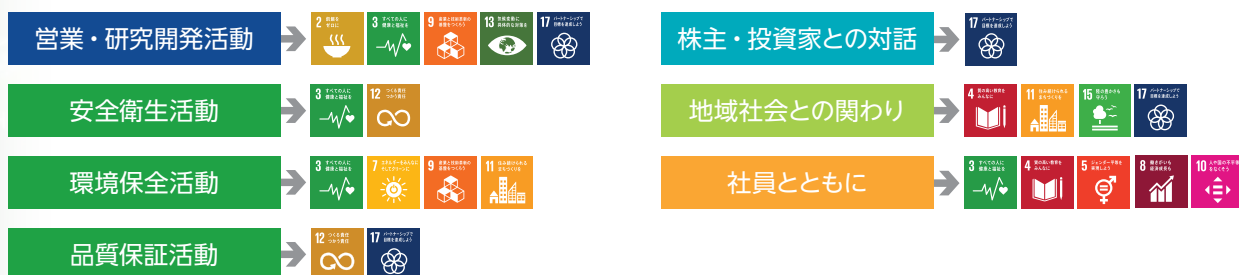 営業・研究開発活動
2 飢餓を
ゼロに
3 すべての人に
健康と福祉を
9 産業と技術革新の
基盤をつくろう
13 気候変動に
具体的な対策を
17 パートナーシップで
目標を達成しよう
安全衛生活動
3 すべての人に
健康と福祉を
12 つくる責任
つかう責任
環境保全活動
3 すべての人に
健康と福祉を
7 エネルギーをみんなに
そしてクリーンに
9 産業と技術革新の
基盤をつくろう
11 住み続けられる
まちづくりを
品質保証活動
12 つくる責任
つかう責任
17 パートナーシップで
目標を達成しよう
株主・投資家との対話
17 パートナーシップで
目標を達成しよう
地域社会との関わり
4 質の高い教育を
みんなに
11 住み続けられる
まちづくりを
15 陸の豊かさも
守ろう
17 パートナーシップで
目標を達成しよう
社員とともに
3 すべての人に
健康と福祉を
4 質の高い教育を
みんなに
5 ジェンダー平等を
実現しよう
8 働きがいも
経済成長も
10 人や国の不平等
をなくそう